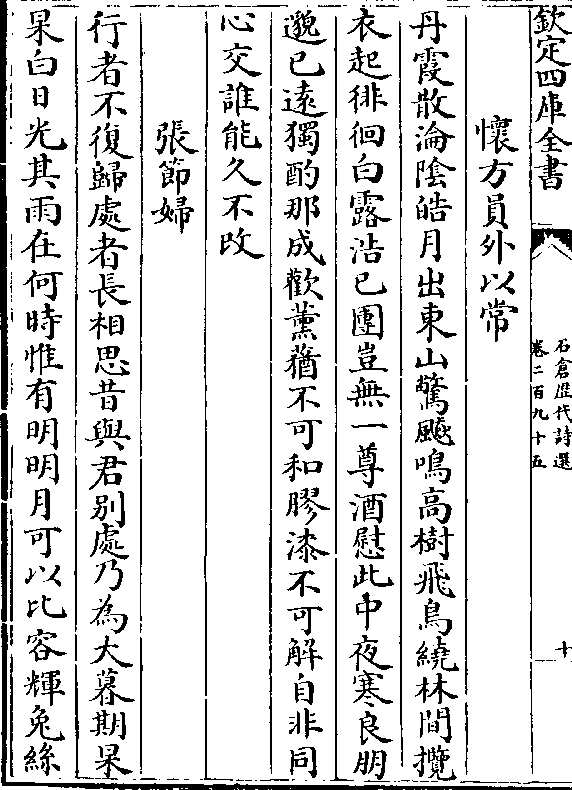 欽定四庫全書
石倉歷代詩選
卷二百九十五
十
懷方員外以常
丹霞散淪陰皓月出東山驚飇鳴高樹飛鳥繞林間攬
衣起徘徊白露浩已團豈無一尊酒慰此中夜寒良朋
邈已遠獨酌那成歡薰蕕不可和膠漆不可解自非同
心交誰能久不改
張節婦
行者不復歸處者長相思昔與君别處乃為大暮期杲
杲白日光其雨在何時惟有明明月可以比容輝兔絲